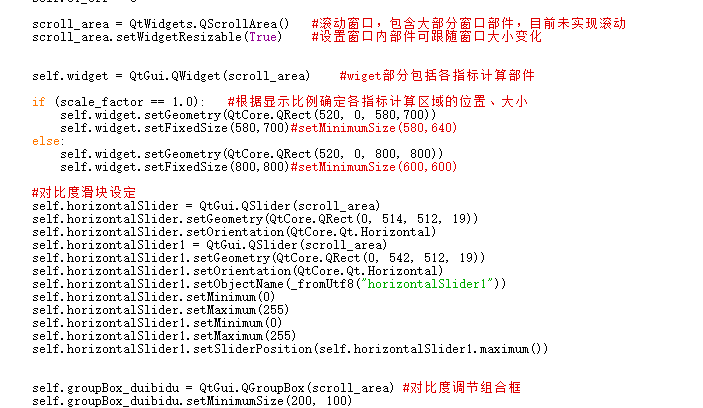 scroll_area = QtWidgets.QScrollArea()   #滚动窗口，包含大部分窗口部件，目前未实现滚动
scroll_area.setWidgetResizable(True)    #设置窗口内部件可跟随窗口大小变化
self.widget = QtGui.QWidget(scroll_area)    #wiget部分包括各指标计算部件
if (scale_factor == 1.0):   #根据显示比例确定各指标计算区域的位置、大小
    self.widget.setGeometry(QtCore.QRect(520, 0, 580,700))
    self.widget.setFixedSize(580,700)#setMinimumSize(580,640)
else:
    self.widget.setGeometry(QtCore.QRect(520, 0, 800, 800))
    self.widget.setFixedSize(800,800)#setMinimumSize(600,600)
#对比度滑块设定
self.horizontalSlider = QtGui.QSlider(scroll_area)
self.horizontalSlider.setGeometry(QtCore.QRect(0, 514, 512, 19))
self.horizontalSlider.setOrientation(QtCore.Qt.Horizontal)
self.horizontalSlider1 = QtGui.QSlider(scroll_area)
self.horizontalSlider1.setGeometry(QtCore.QRect(0, 542, 512, 19))
self.horizontalSlider1.setOrientation(QtCore.Qt.Horizontal)
self.horizontalSlider1.setObjectName(_fromUtf8("horizontalSlider1"))
self.horizontalSlider.setMinimum(0)
self.horizontalSlider.setMaximum(255)
self.horizontalSlider1.setMinimum(0)
self.horizontalSlider1.setMaximum(255)
self.horizontalSlider1.setSliderPosition(self.horizontalSlider1.maximum())
self.groupBox_duibidu = QtGui.QGroupBox(scroll_area) #对比度调节组合框
self.groupBox_duibidu.setMinimumSize(200, 100)